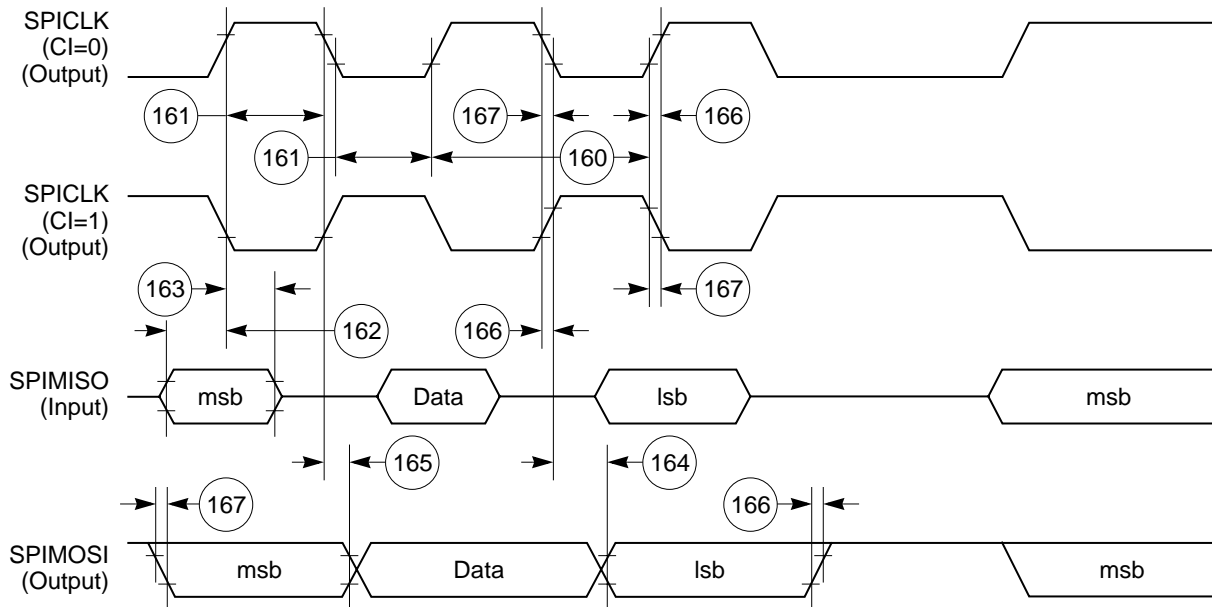 SPICLK
(CI=0)
(Output)
161
167
166
161
160
SPICLK
(CI=1)
(Output)
163
167
162
166
SPIMISO
(Input)
msb
Data
lsb
msb
165
164
167
166
SPIMOSI
(Output)
msb
Data
lsb
msb